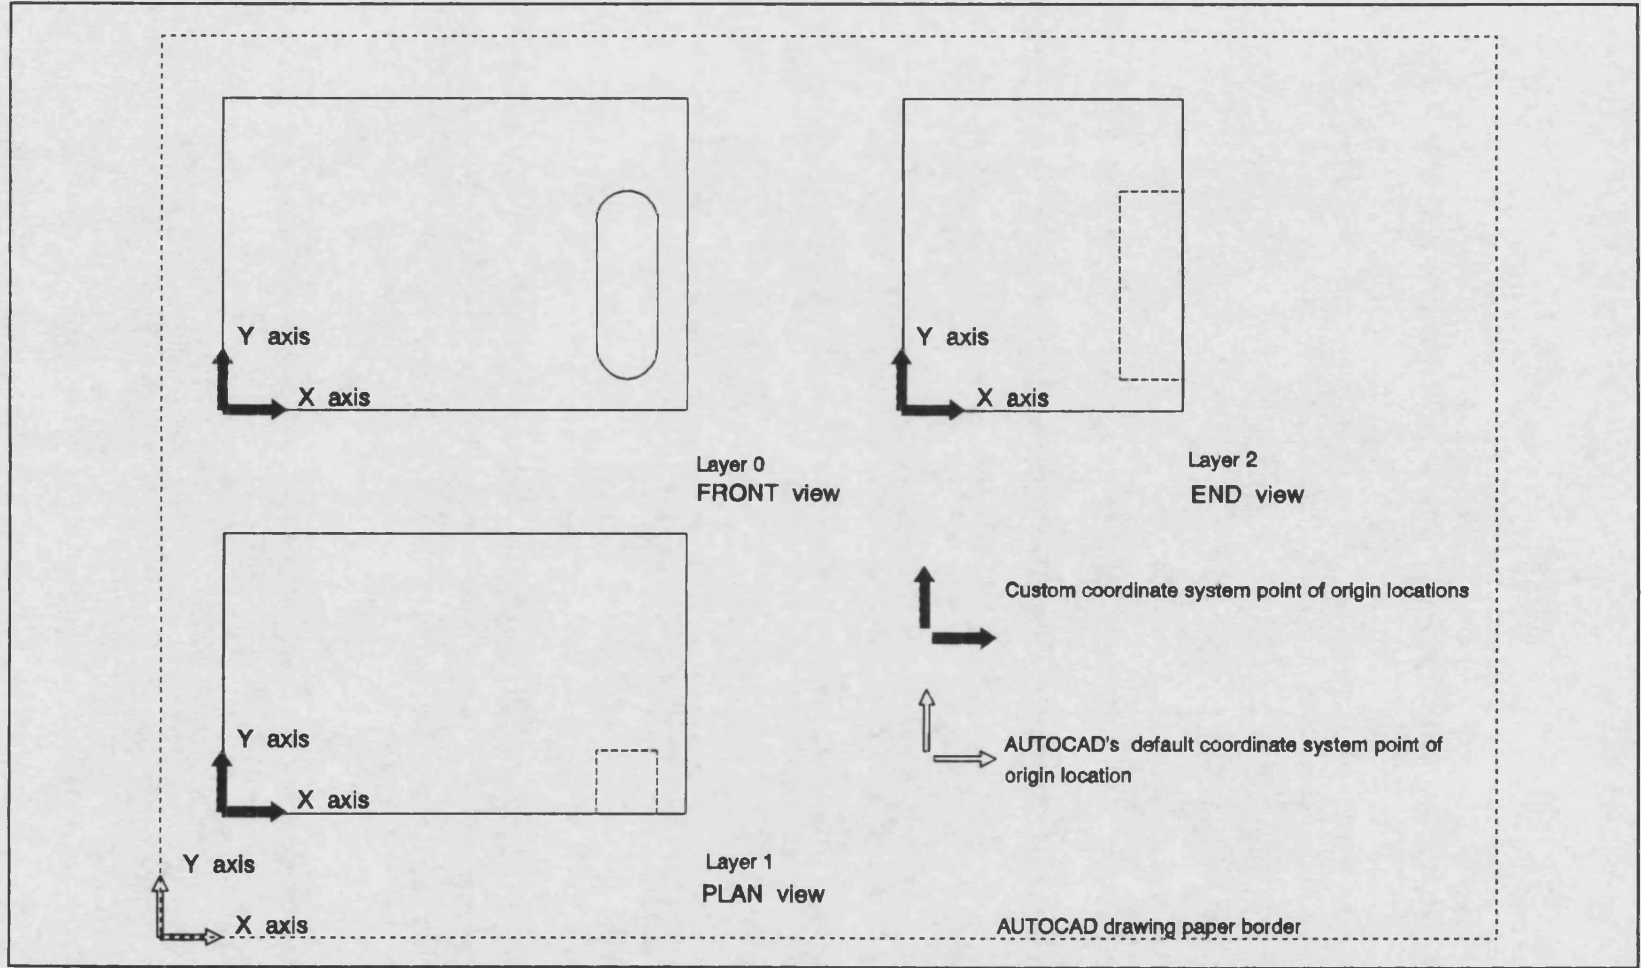 Y axis
X axis
Y axis
X axis
Layer 0
FRONT view
Layer 2
END view
Custom coordinate system point of origin locations
Y axis
X axis
AUTOCAD's default coordinate system point of
origin location
Layer 1
PLAN view
Y axis
X axis
AUTOCAD drawing paper border